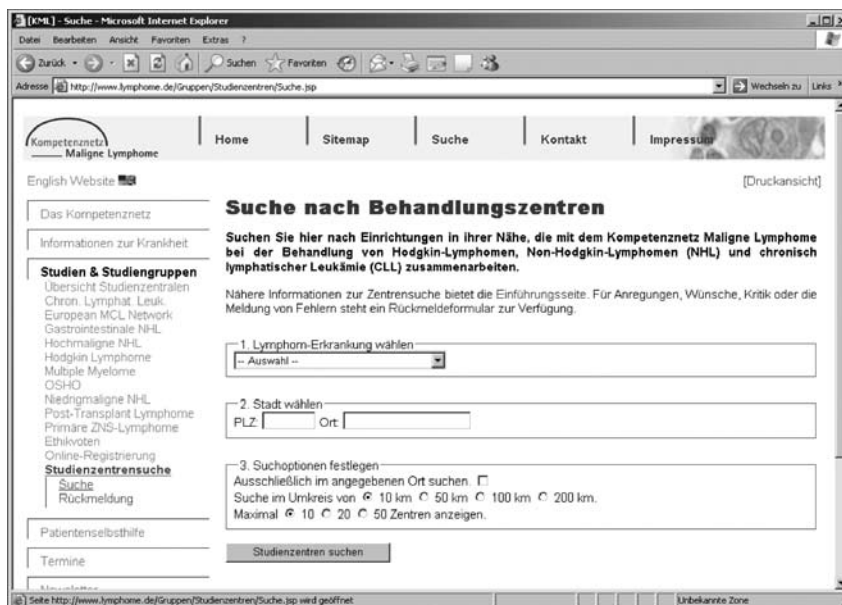 [KML] - Suche - Microsoft Internet Explorer
Datei Bearbeiten Ansicht Favoriten Extras ?
Zurück Suchen Favoriten
Adresse http://www.lymphome.de/Gruppen/Studienzentren/Suche.jsp Wechseln zu Links
Kompetenznetz
Maligne Lymphome
Home Sitemap Suche Kontakt Impressum
English Website [Druckansicht]
Das Kompetenznetz
Informationen zur Krankheit
Studien & Studiengruppen
Übersicht Studienzentralen
Chron. Lymphat. Leuk.
European MCL Network
Gastrointestinale NHL
Hochmaligne NHL
Hodgkin Lymphome
Multiple Myelome
OSHO
Niedrigmaligne NHL
Post-Transplant Lymphome
Primäre ZNS-Lymphome
Ethikvoten
Online-Registrierung
Studienzentrensuche
Suche
Rückmeldung
Patientenselbsthilfe
Termine
Newsletter
Suche nach Behandlungszentren
Suchen Sie hier nach Einrichtungen in ihrer Nähe, die mit dem Kompetenznetz Maligne Lymphome
bei der Behandlung von Hodgkin-Lymphomen, Non-Hodgkin-Lymphomen (NHL) und chronisch
lymphatischer Leukämie (CLL) zusammenarbeiten.
Nähere Informationen zur Zentrensuche bietet die Einführungsseite. Für Anregungen, Wünsche, Kritik oder die
Meldung von Fehlern steht ein Rückmeldeformular zur Verfügung.
1. Lymphom-Erkrankung wählen
-- Auswahl --
2. Stadt wählen
PLZ: Ort:
3. Suchoptionen festlegen
Ausschließlich im angegebenen Ort suchen.
Suche im Umkreis von 10 km 50 km 100 km 200 km.
Maximal 10 20 50 Zentren anzeigen.
Studienzentren suchen
Seite http://www.lymphome.de/Gruppen/Studienzentren/Suche.jsp wird geöffnet Unbekannte Zone